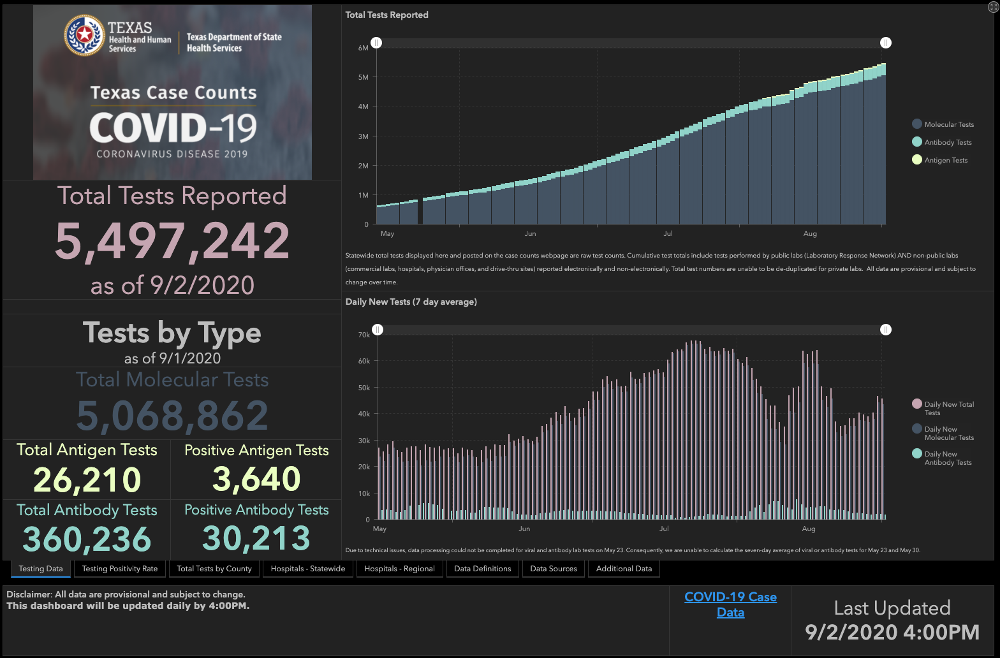 TEXAS
Health and Human
Services
Texas Department of State
Health Services
Texas Case Counts
COVID-19
CORONAVIRUS DISEASE 2019
Total Tests Reported
5,497,242
as of 9/2/2020
Tests by Type
as of 9/1/2020
Total Molecular Tests
5,068,862
Total Antigen Tests
26,210
Positive Antigen Tests
3,640
Total Antibody Tests
360,236
Positive Antibody Tests
30,213
Total Tests Reported
6M
5M
4M
3M
2M
1M
0
May
Jun
Jul
Aug
Molecular Tests
Antibody Tests
Antigen Tests
Statewide total tests displayed here and posted on the case counts webpage are raw test counts. Cumulative test totals include tests performed by public labs (Laboratory Response Network) AND non-public labs
(commercial labs, hospitals, physician offices, and drive-thru sites) reported electronically and non-electronically. Total test numbers are unable to be de-duplicated for private labs.  All data are provisional and subject to
change over time.
Daily New Tests (7 day average)
70k
60k
50k
40k
30k
20k
10k
0
May
Jun
Jul
Aug
Daily New Total
Tests
Daily New
Molecular Tests
Daily New
Antibody Tests
Due to technical issues, data processing could not be completed for viral and antibody lab tests on May 23. Consequently, we are unable to calculate the seven-day average of viral or antibody tests for May 23 and May 30.
Testing Data
Testing Positivity Rate
Total Tests by County
Hospitals - Statewide
Hospitals - Regional
Data Definitions
Data Sources
Additional Data
Disclaimer: All data are provisional and subject to change.
This dashboard will be updated daily by 4:00PM.
COVID-19 Case
Data
Last Updated
9/2/2020 4:00PM